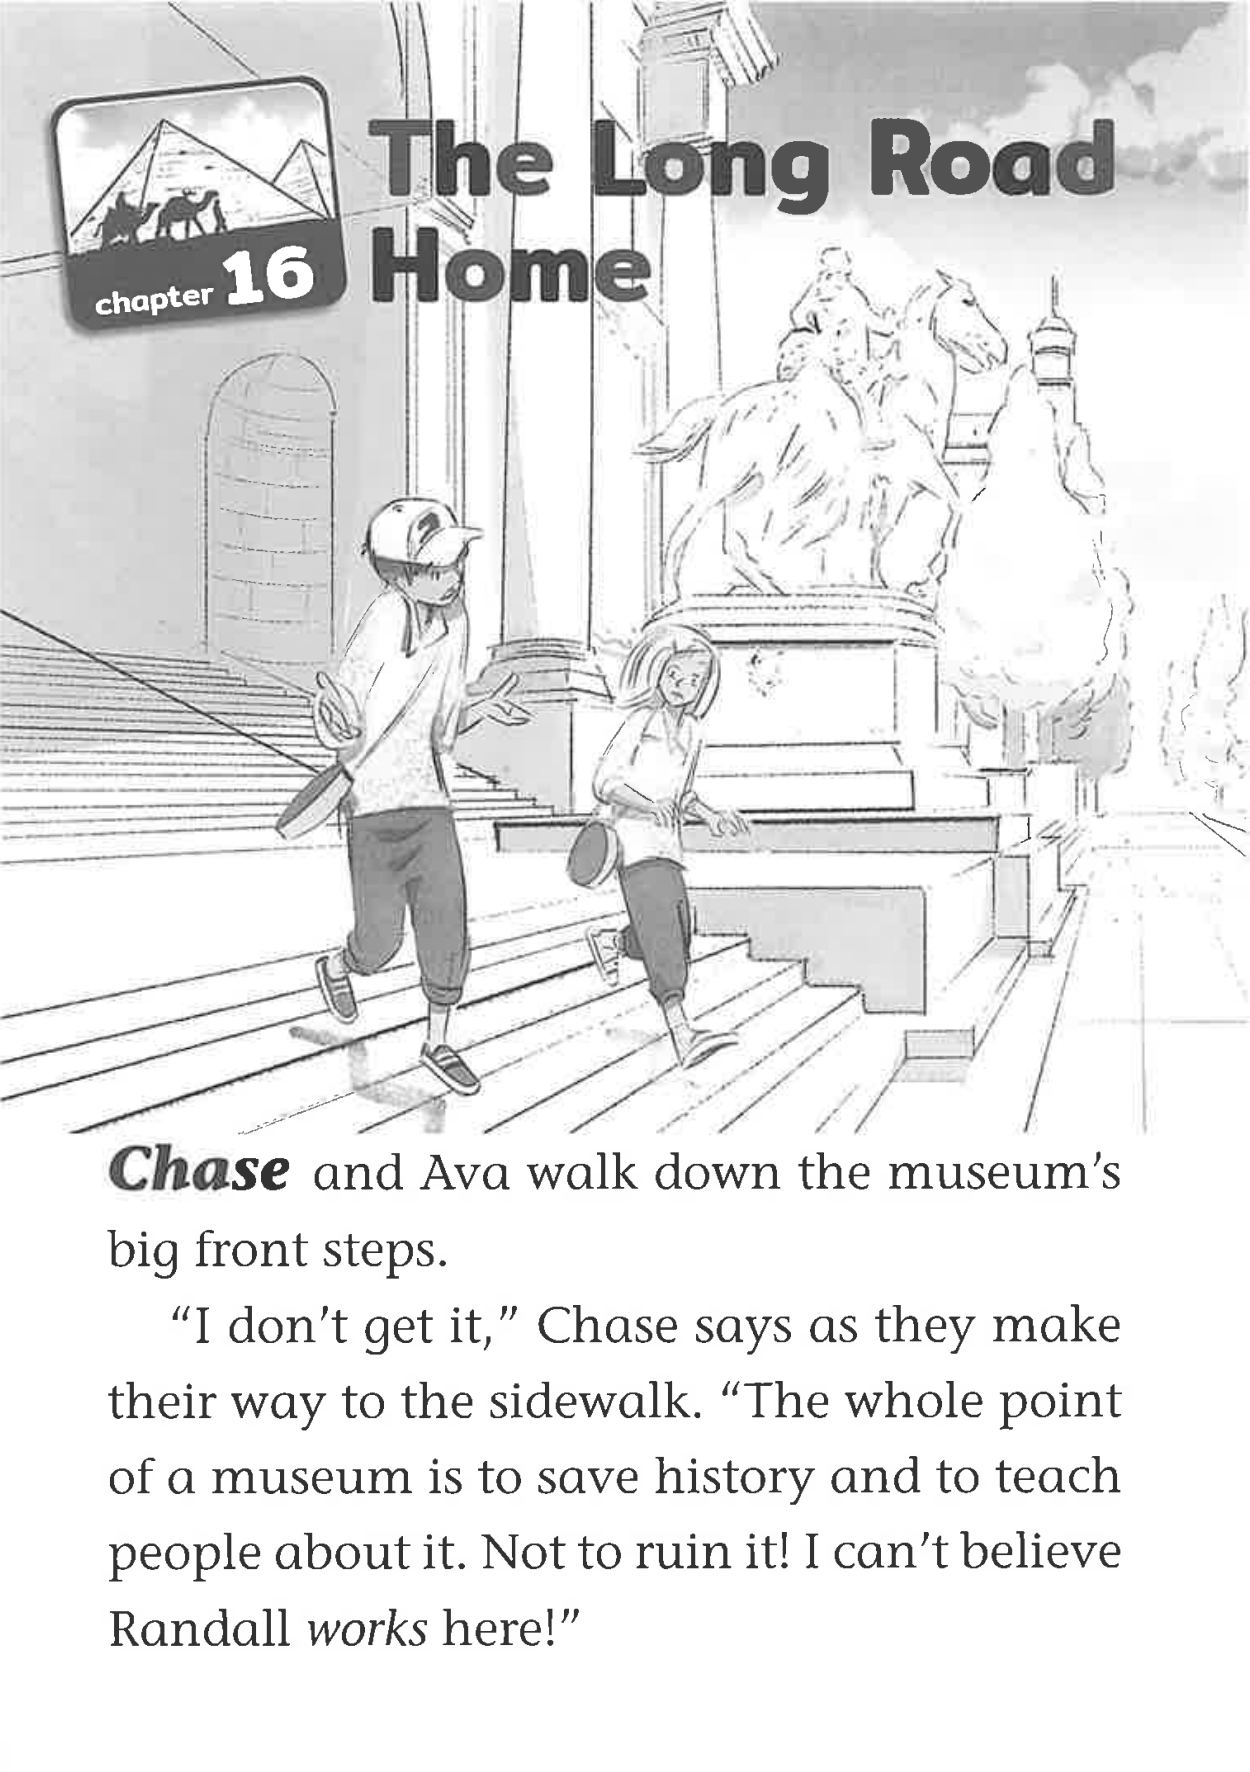 chapter 16
The Long Road
Home
Chase and Ava walk down the museum's
big front steps.
“I don't get it,” Chase says as they make
their way to the sidewalk. “The whole point
of a museum is to save history and to teach
people about it. Not to ruin it! I can't believe
Randall works here!”